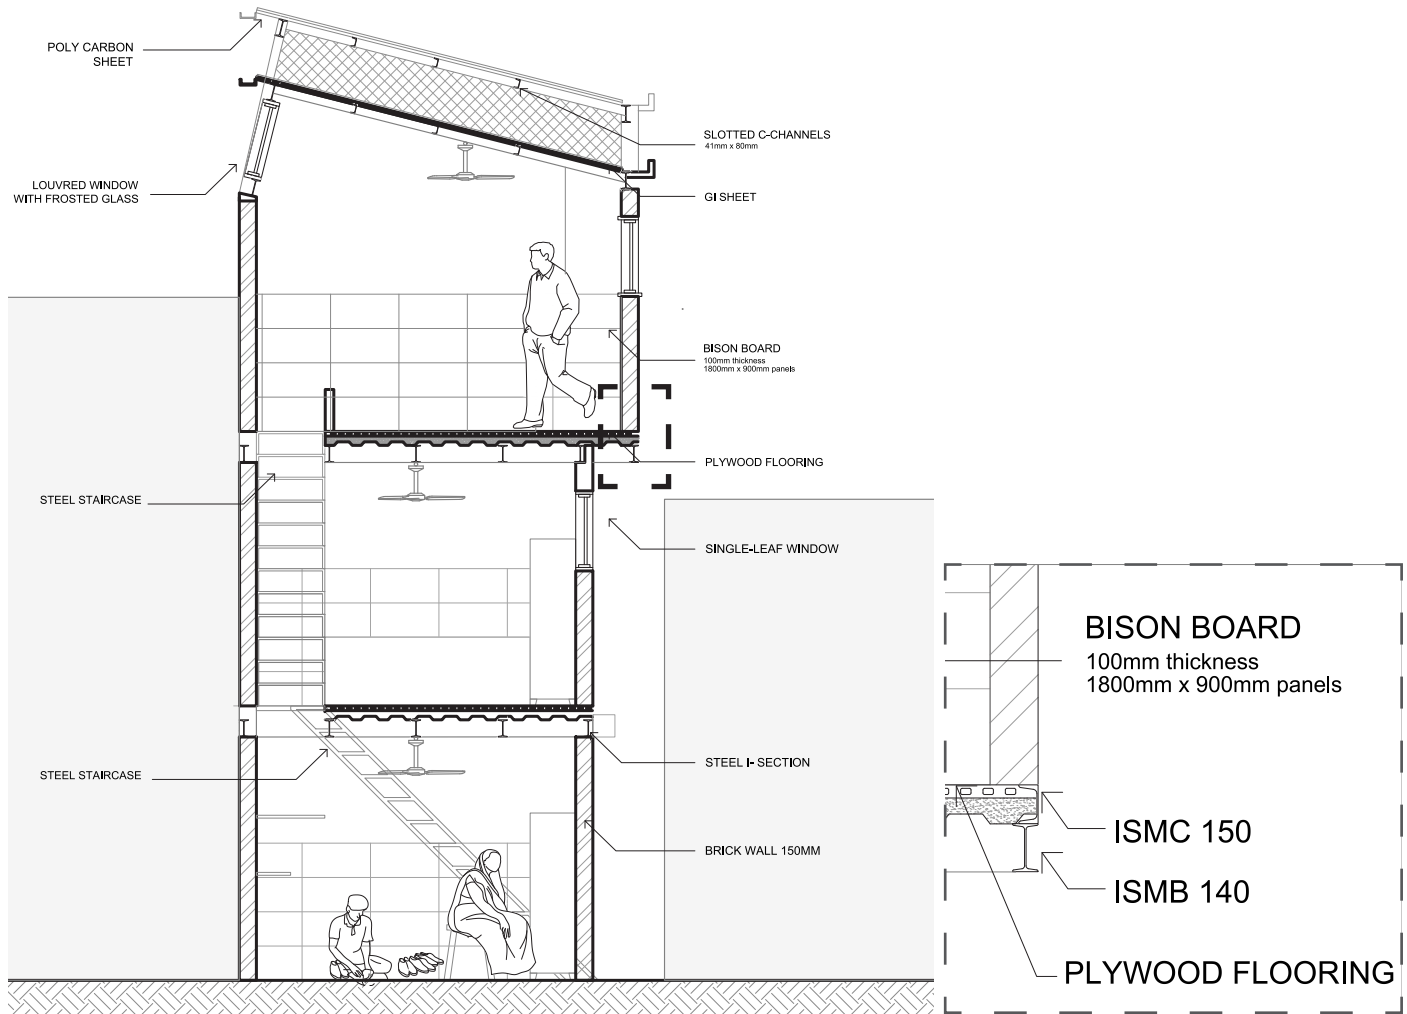 POLY CARBON
SHEET
LOUVRED WINDOW
WITH FROSTED GLASS
STEEL STAIRCASE
STEEL STAIRCASE
SLOTTED C-CHANNELS
41mm x 80mm
GI SHEET
BISON BOARD
100mm thickness
1800mm x 900mm panels
PLYWOOD FLOORING
SINGLE-LEAF WINDOW
STEEL I- SECTION
BRICK WALL 150MM
BISON BOARD
100mm thickness
1800mm x 900mm panels
ISMC 150
ISMB 140
PLYWOOD FLOORING